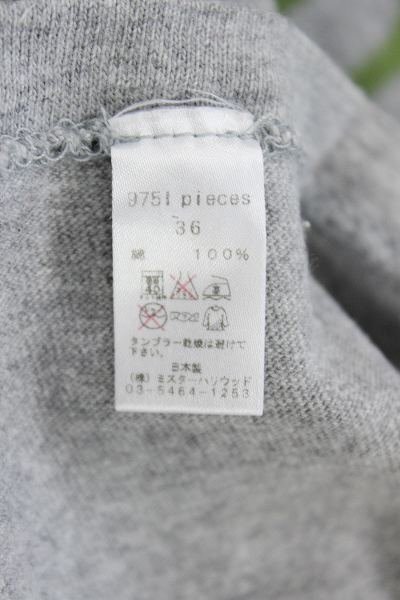 975l pieces
36
綿 100%
タンブラー乾燥は避けて
下さい。
日本製
(株)ミスターハリウッド
03-5464-1253